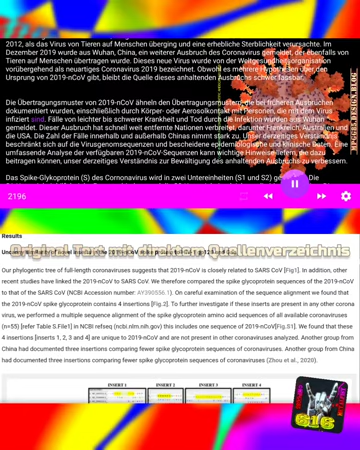 2012, als das Virus von Tieren auf Menschen überging und eine erhebliche Sterblichkeit verursachte. Im
Dezember 2019 wurde aus Wuhan, China, ein weiterer Ausbruch des Coronavirus gemeldet, der ebenfalls von
Tieren auf Menschen übertragen wurde. Dieses neue Virus wurde von der Weltgesundheitsorganisation
vorübergehend als neuartiges Coronavirus 2019 bezeichnet. Obwohl es mehrere Hypothesen über den
Ursprung von 2019-nCoV gibt, bleibt die Quelle dieses anhaltenden Ausbruchs schwer fassbar.
Die Übertragungsmuster von 2019-nCoV ähneln den Übertragungsmustern, die bei früheren Ausbrüchen
dokumentiert wurden, einschließlich durch Körper- oder Aerosolkontakt mit Personen, die mit dem Virus
infiziert sind. Fälle von leichter bis schwerer Krankheit und Tod durch die Infektion wurden aus Wuhan
gemeldet. Dieser Ausbruch hat schnell weit entfernte Nationen verbreitet, darunter Frankreich, Australien und
die USA. Die Zahl der Fälle innerhalb und außerhalb Chinas nimmt stark zu. Unser derzeitiges Verständnis
beschränkt sich auf die Virusgenomsequenzen und bescheidene epidemiologische und klinische Daten. Eine
umfassende Analyse der verfügbaren 2019-nCoV-Sequenzen kann wichtige Hinweise liefern, die dazu
beitragen können, unser derzeitiges Verständnis zur Bewältigung des anhaltenden Ausbruchs zu verbessern.
Das Spike-Glykoprotein (S) des Cornonavirus wird in zwei Untereinheiten (S1 und S2) Die
2196
Results
Original Text mit direkten Quellenverzeichnis
Our phylogenetic tree of full-length coronaviruses suggests that 2019-nCoV is closely related to SARS CoV [Fig1]. In addition, other
recent studies have linked the 2019-nCoV to SARS CoV. We therefore compared the spike glycoprotein sequences of the 2019-nCoV
to that of the SARS CoV (NCBI Accession number: AY390556.1). On careful examination of the sequence alignment we found that
the 2019-nCoV spike glycoprotein contains 4 insertions [Fig.2]. To further investigate if these inserts are present in any other corona
virus, we performed a multiple sequence alignment of the spike glycoprotein amino acid sequences of all available coronaviruses
(n=55) [refer Table S.File1] in NCBI refseq (ncbi.nlm.nih.gov) this includes one sequence of 2019-nCoV[Fig.S1]. We found that these
4 insertions [inserts 1, 2, 3 and 4] are unique to 2019-nCoV and are not present in other coronaviruses analyzed. Another group from
China had documented three insertions comparing fewer spike glycoprotein sequences of coronaviruses. Another group from China
had documented three insertions comparing fewer spike glycoprotein sequences of coronaviruses (Zhou et al., 2020).
INSERT 1 INSERT 2 INSERT 3 INSERT 4
616